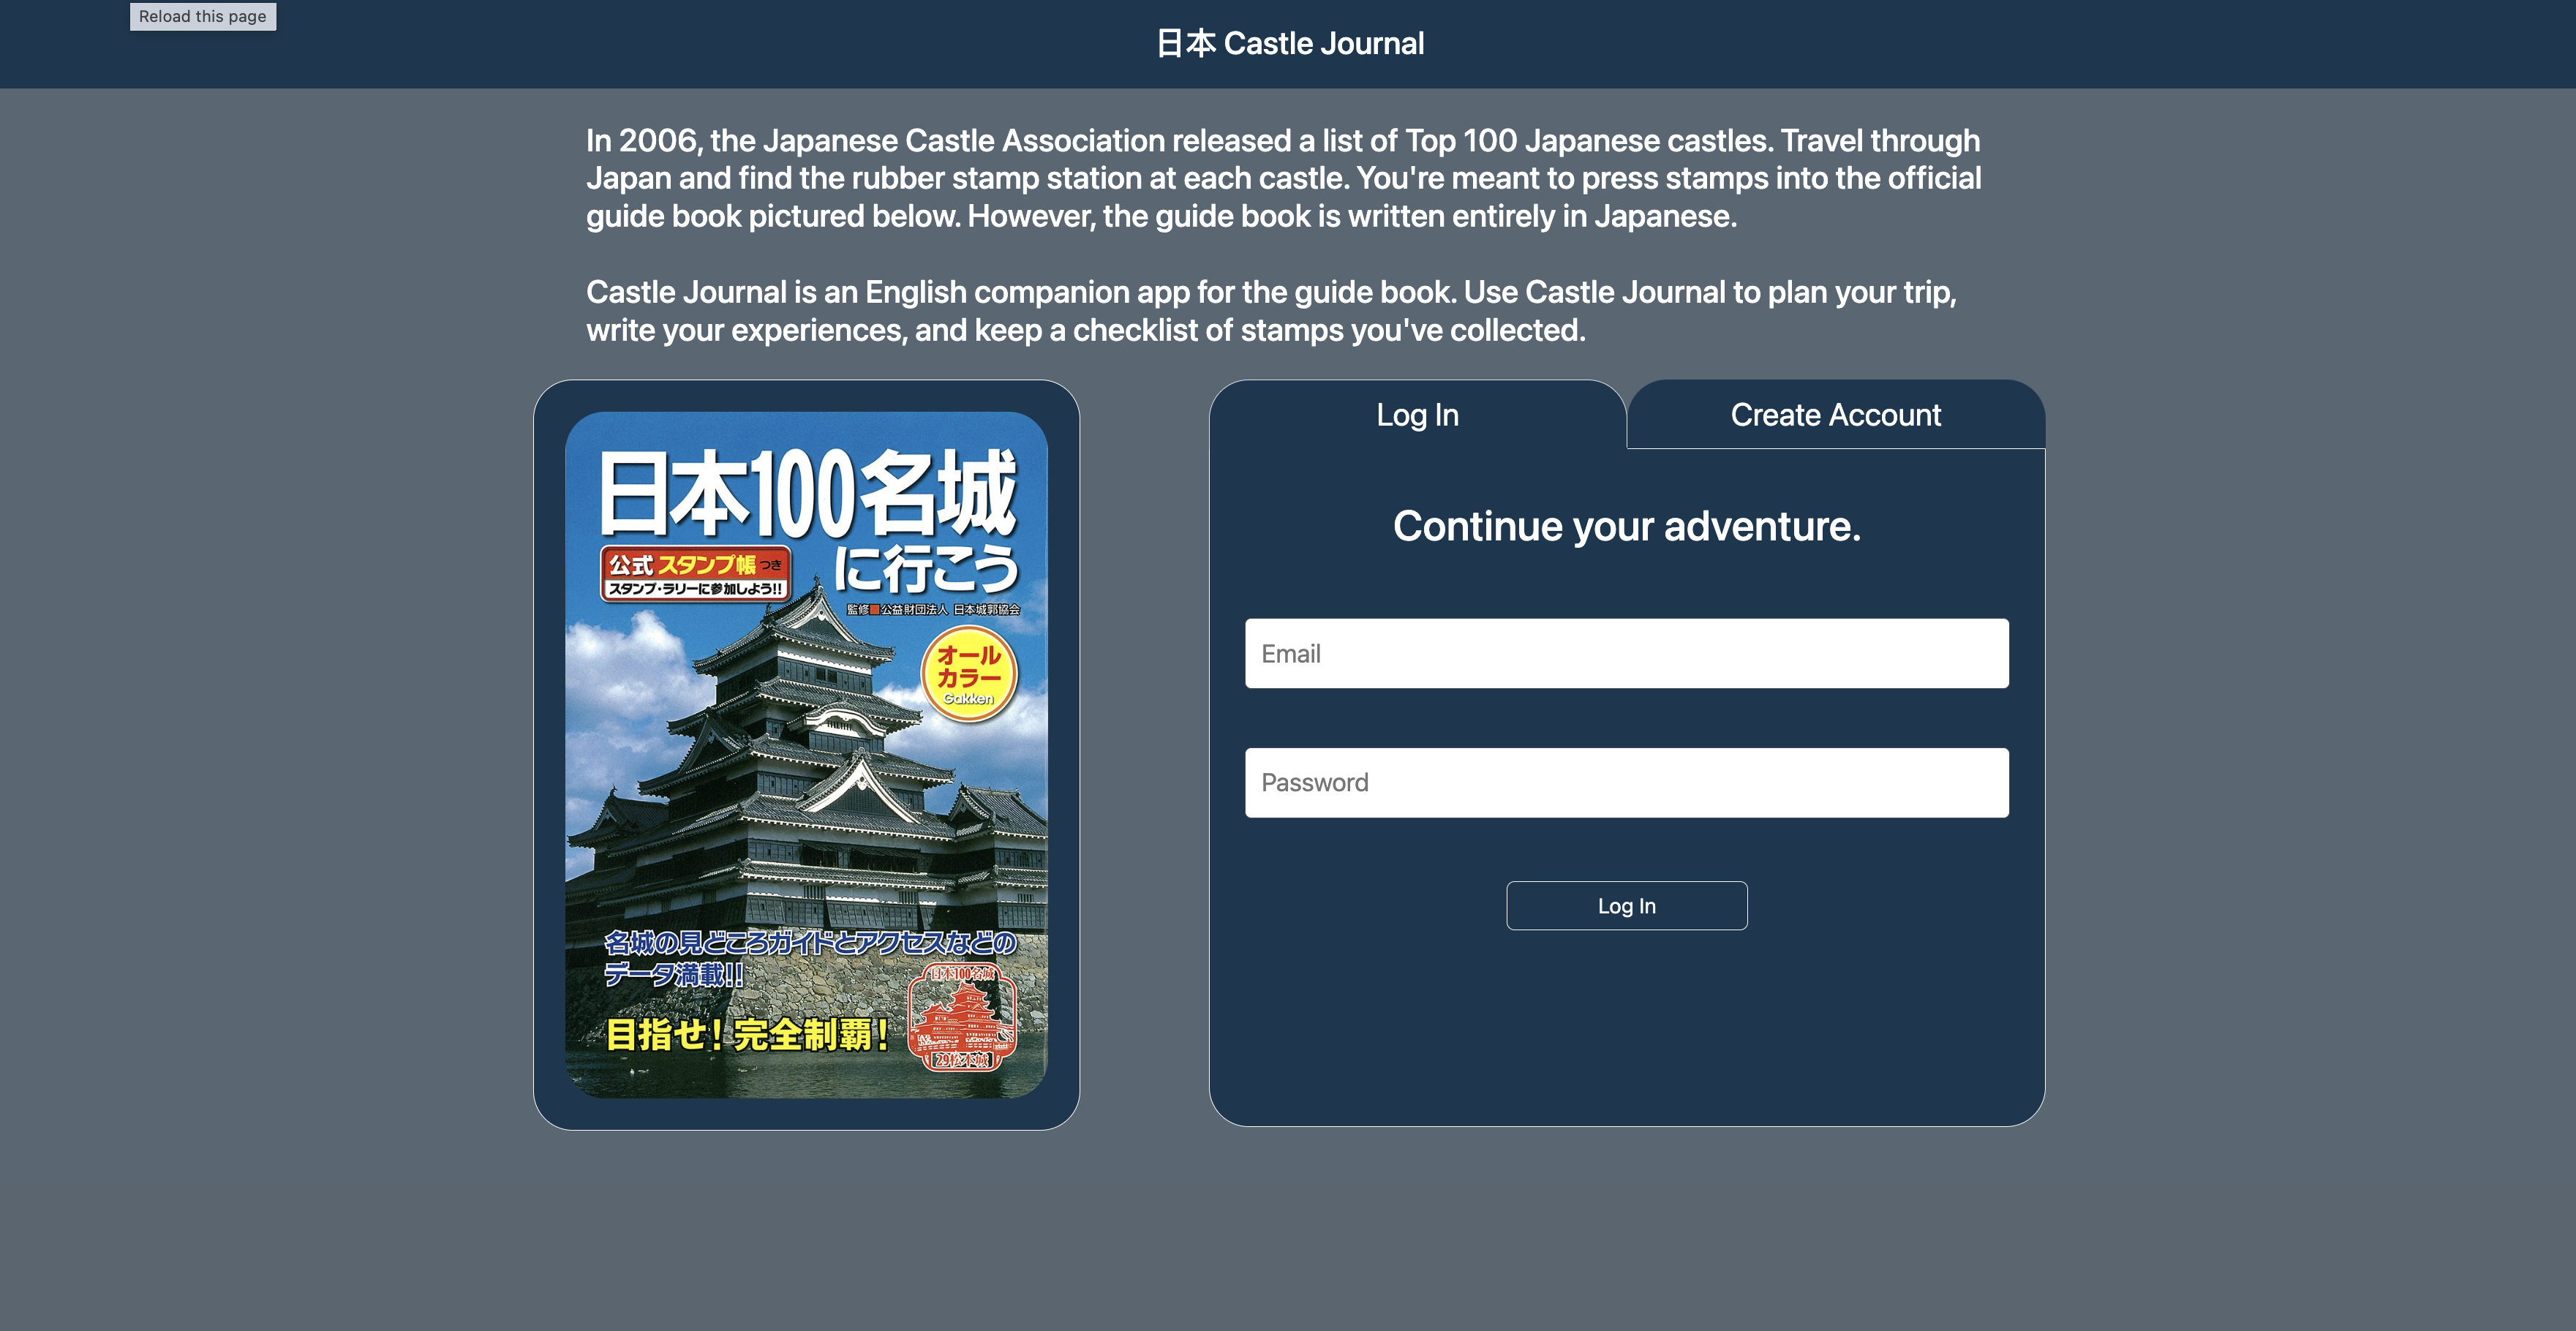 Reload this page
日本 Castle Journal
In 2006, the Japanese Castle Association released a list of Top 100 Japanese castles. Travel through
Japan and find the rubber stamp station at each castle. You're meant to press stamps into the official
guide book pictured below. However, the guide book is written entirely in Japanese.
Castle Journal is an English companion app for the guide book. Use Castle Journal to plan your trip,
write your experiences, and keep a checklist of stamps you've collected.
日本100名城
に行こう
公式 スタンプ帳 つき
スタンプ・ラリーに参加しよう!!
監修■公益財団法人 日本城郭協会
オール
カラー
Gakken
名城の見どころガイドとアクセスなどの
データ満載!!
日本100名城
目指せ!完全制覇!
29松本城
Log In
Create Account
Continue your adventure.
Email
Password
Log In